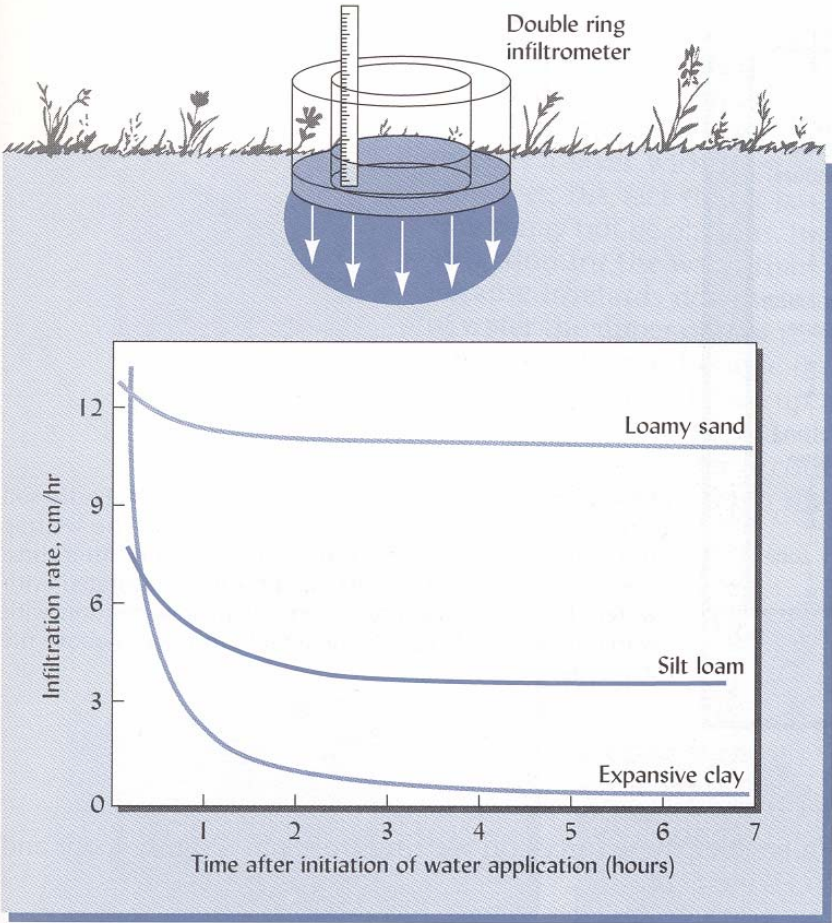 Double ring
infiltrometer
Infiltration rate, cm/hr
12
9
6
3
0
Loamy sand
Silt loam
Expansive clay
1 2 3 4 5 6 7
Time after initiation of water application (hours)